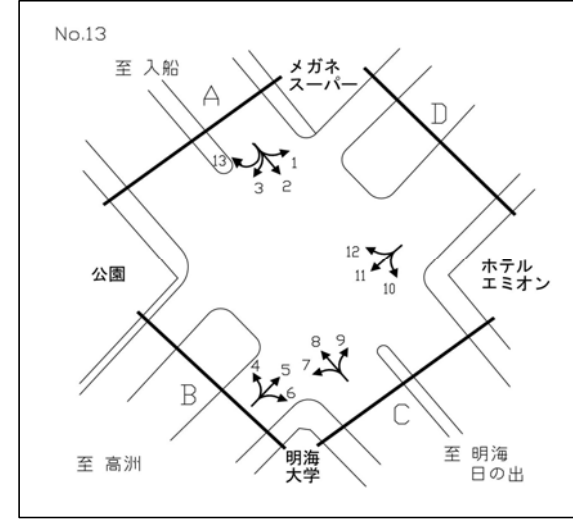 No.13
至 入船
メガネ
スーパー
A
D
13
1
3
2
12
11
10
公園
ホテル
エミオン
8
9
4
5
7
6
B
C
至 高洲
明海
大学
至 明海
日の出